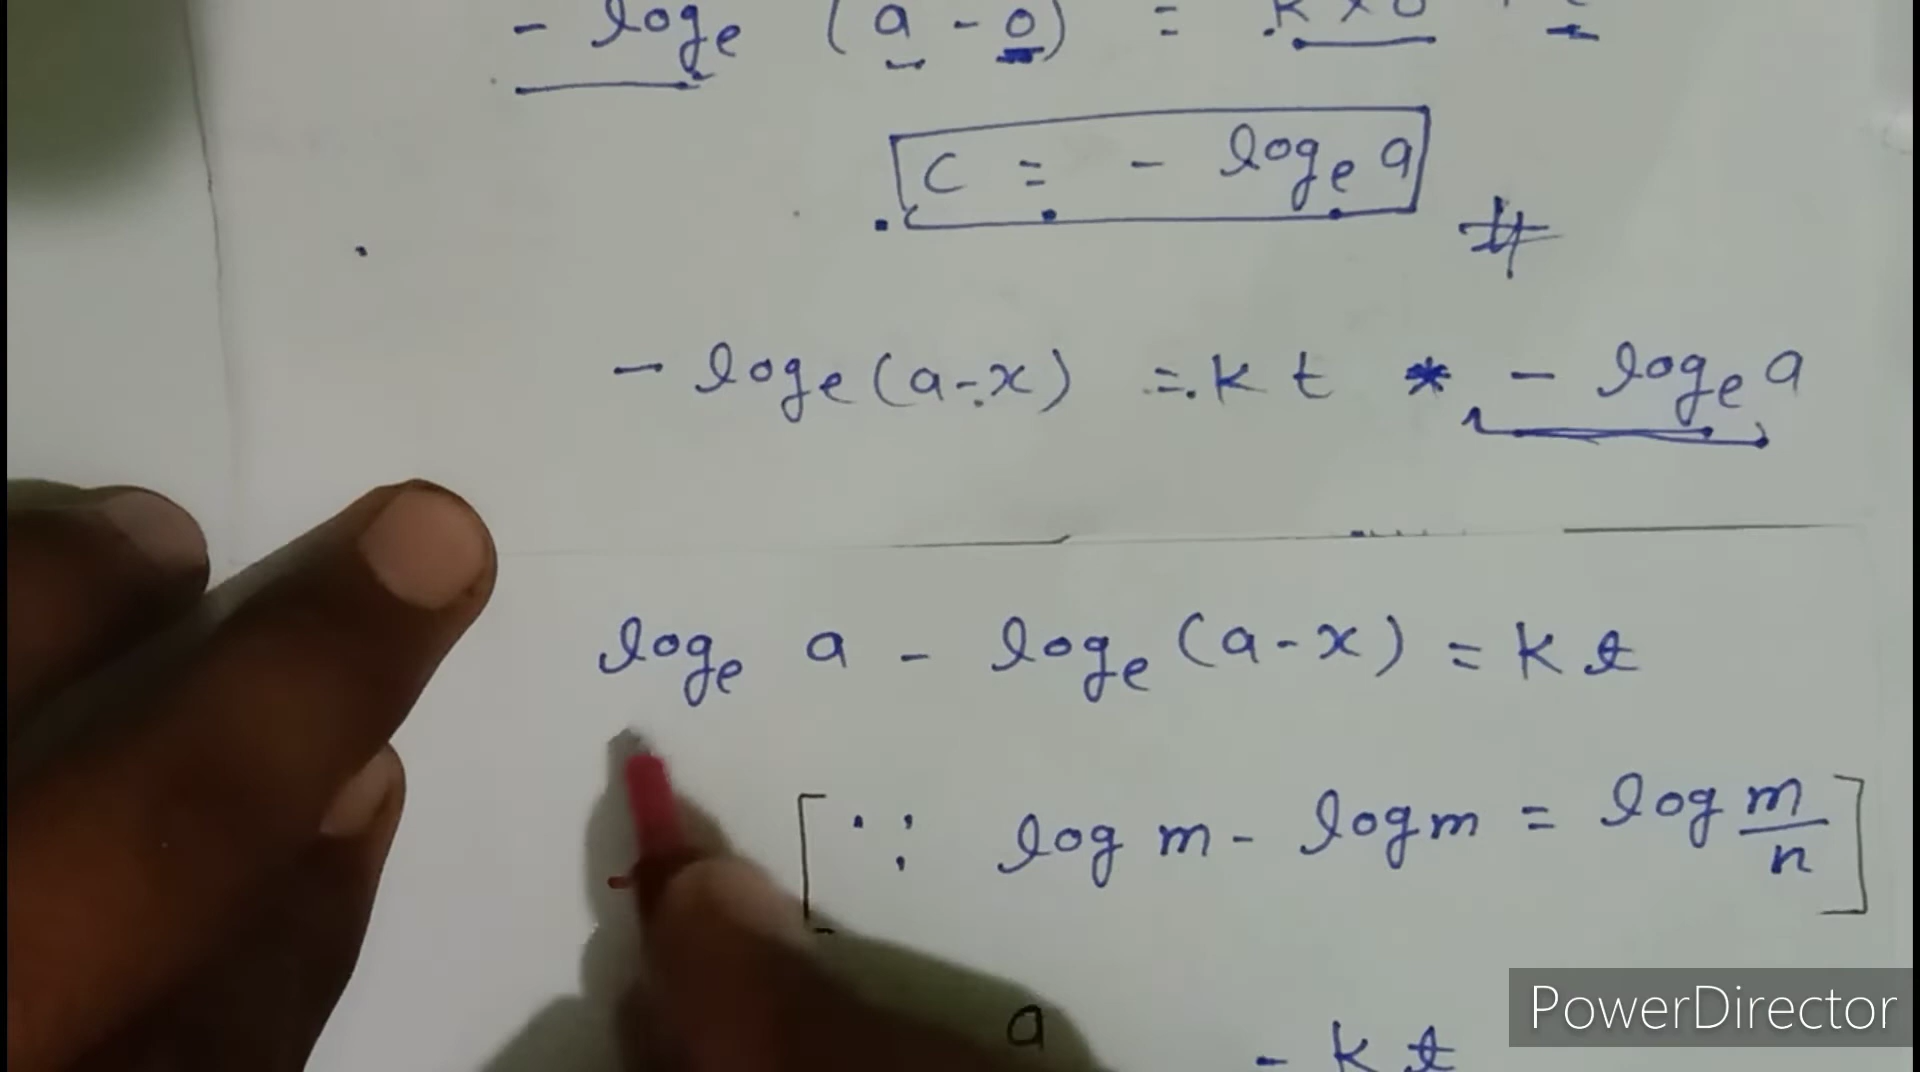 - logₑ (a - 0) = k × 0
C = - logₑ a
#
- logₑ (a-x) = k t * - logₑ a
logₑ a - logₑ (a-x) = k t
[∵ log m - log m = log m/n]
a = k t
PowerDirector